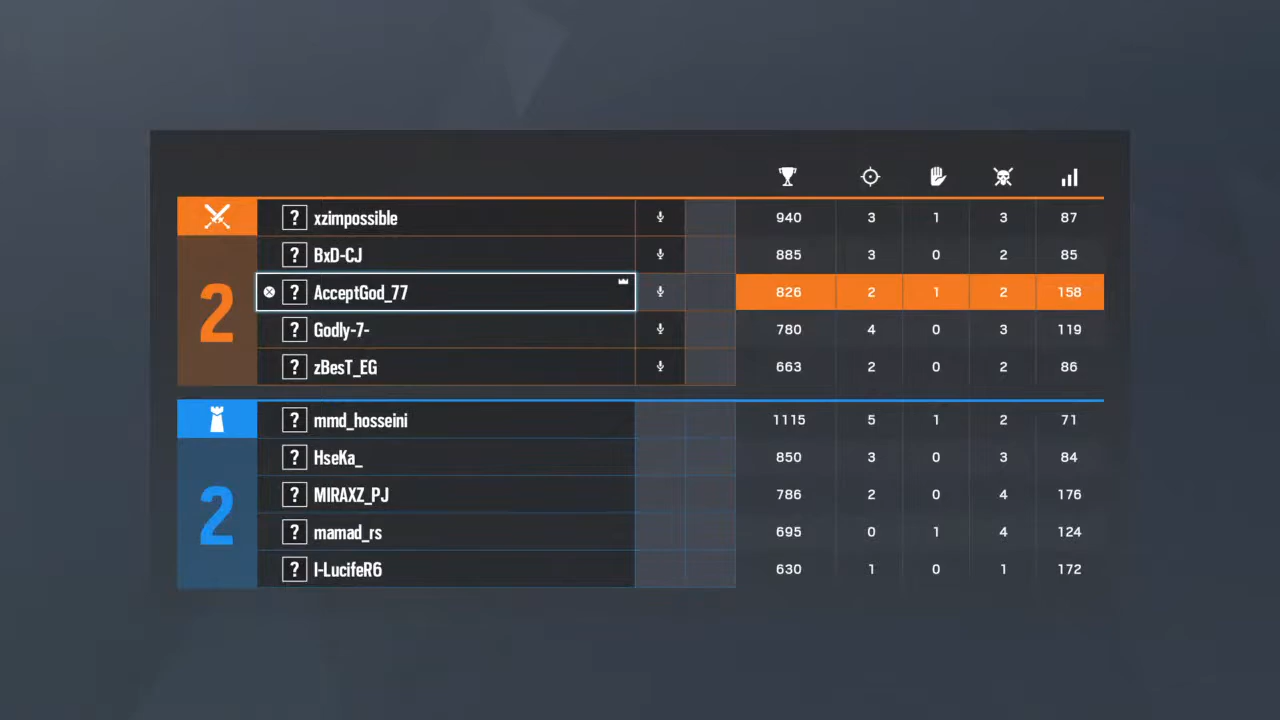 ? xzimpossible 940 3 1 3 87
? BxD-CJ 885 3 0 2 85
2
? AcceptGod_77 826 2 1 2 158
? Godly-7- 780 4 0 3 119
? zBesT_EG 663 2 0 2 86
? mmd_hosseini 1115 5 1 2 71
? HseKa_ 850 3 0 3 84
2
? MIRAXZ_PJ 786 2 0 4 176
? mamad_rs 695 0 1 4 124
? I-LucifeR6 630 1 0 1 172